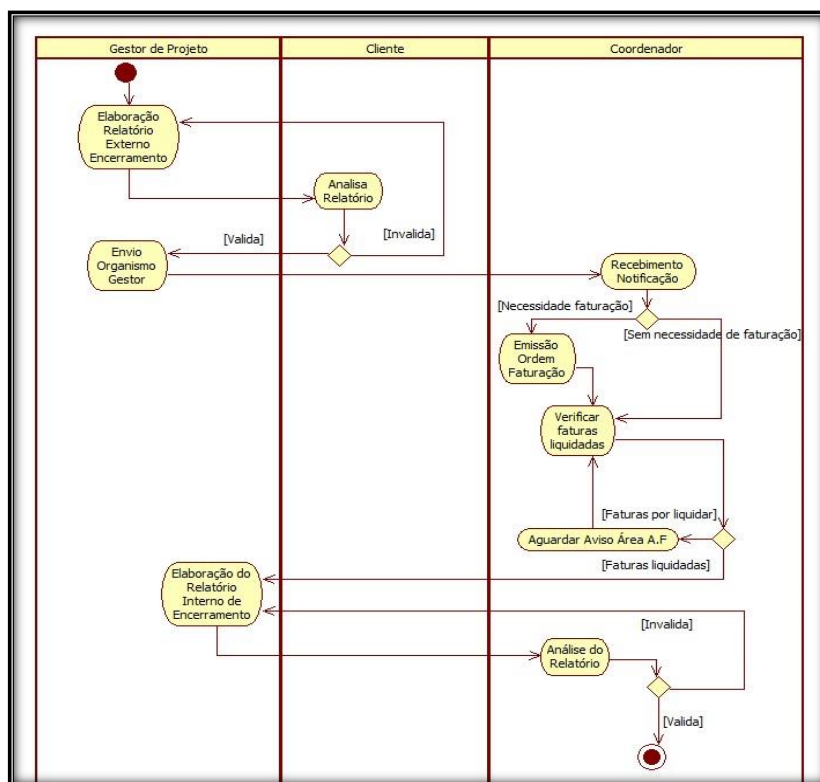 Gestor de Projeto
Cliente
Coordenador
Elaboração
Relatório
Externo
Encerramento
Analisa
Relatório
[Valida]
[Invalida]
Envio
Organismo
Gestor
Recebimento
Notificação
[Necessidade faturação]
[Sem necessidade de faturação]
Emissão
Ordem
Faturação
Verificar
faturas
liquidadas
[Faturas por liquidar]
Aguardar Aviso Área A.F
[Faturas liquidadas]
Elaboração do
Relatório
Interno de
Encerramento
[Invalida]
Análise do
Relatório
[Valida]